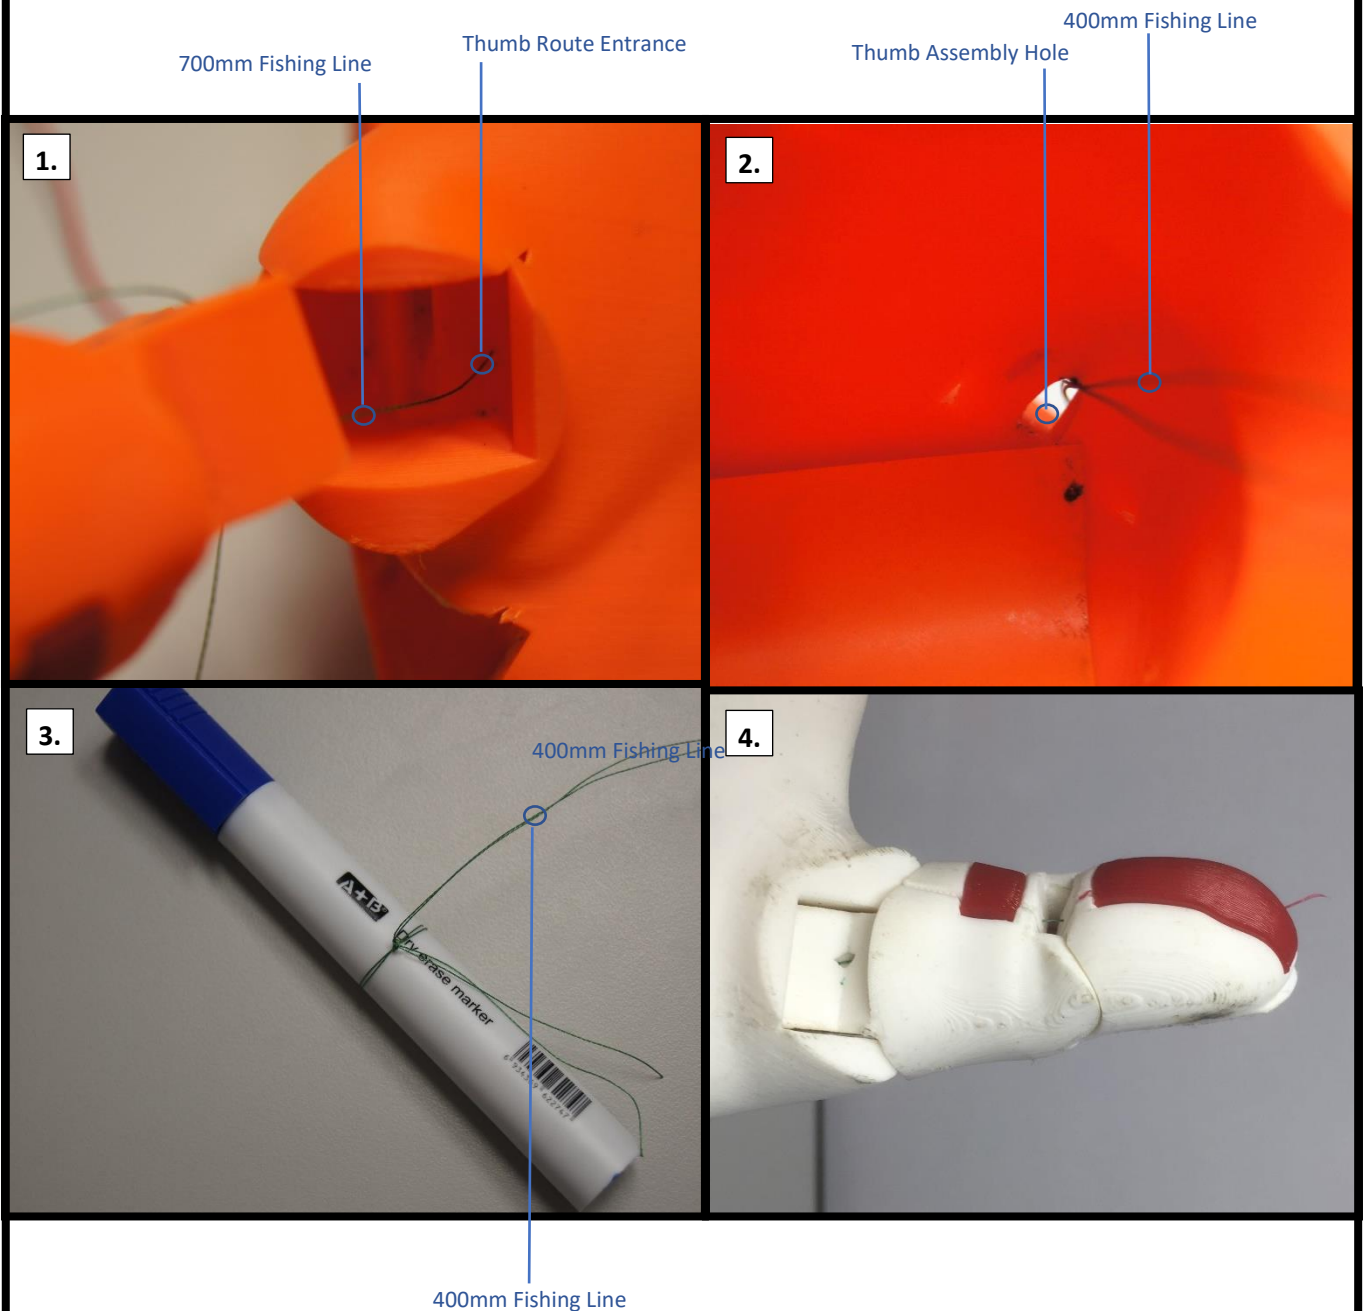 400mm Fishing Line
Thumb Route Entrance
Thumb Assembly Hole
700mm Fishing Line
1.
2.
3.
4.
400mm Fishing Line
A+B
Dry erase marker
400mm Fishing Line